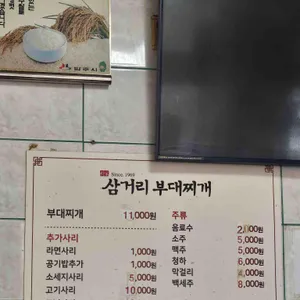 Since. 1969
삼거리 부대찌개
부대찌개 11,000원
추가사리
라면사리 1,000원
공기밥추가 1,000원
소세지사리 5,000원
고기사리 10,000원
주류
음료수 2,000원
소주 5,000원
맥주 5,000원
청하 6,000원
막걸리 4,000원
백세주 8,000원